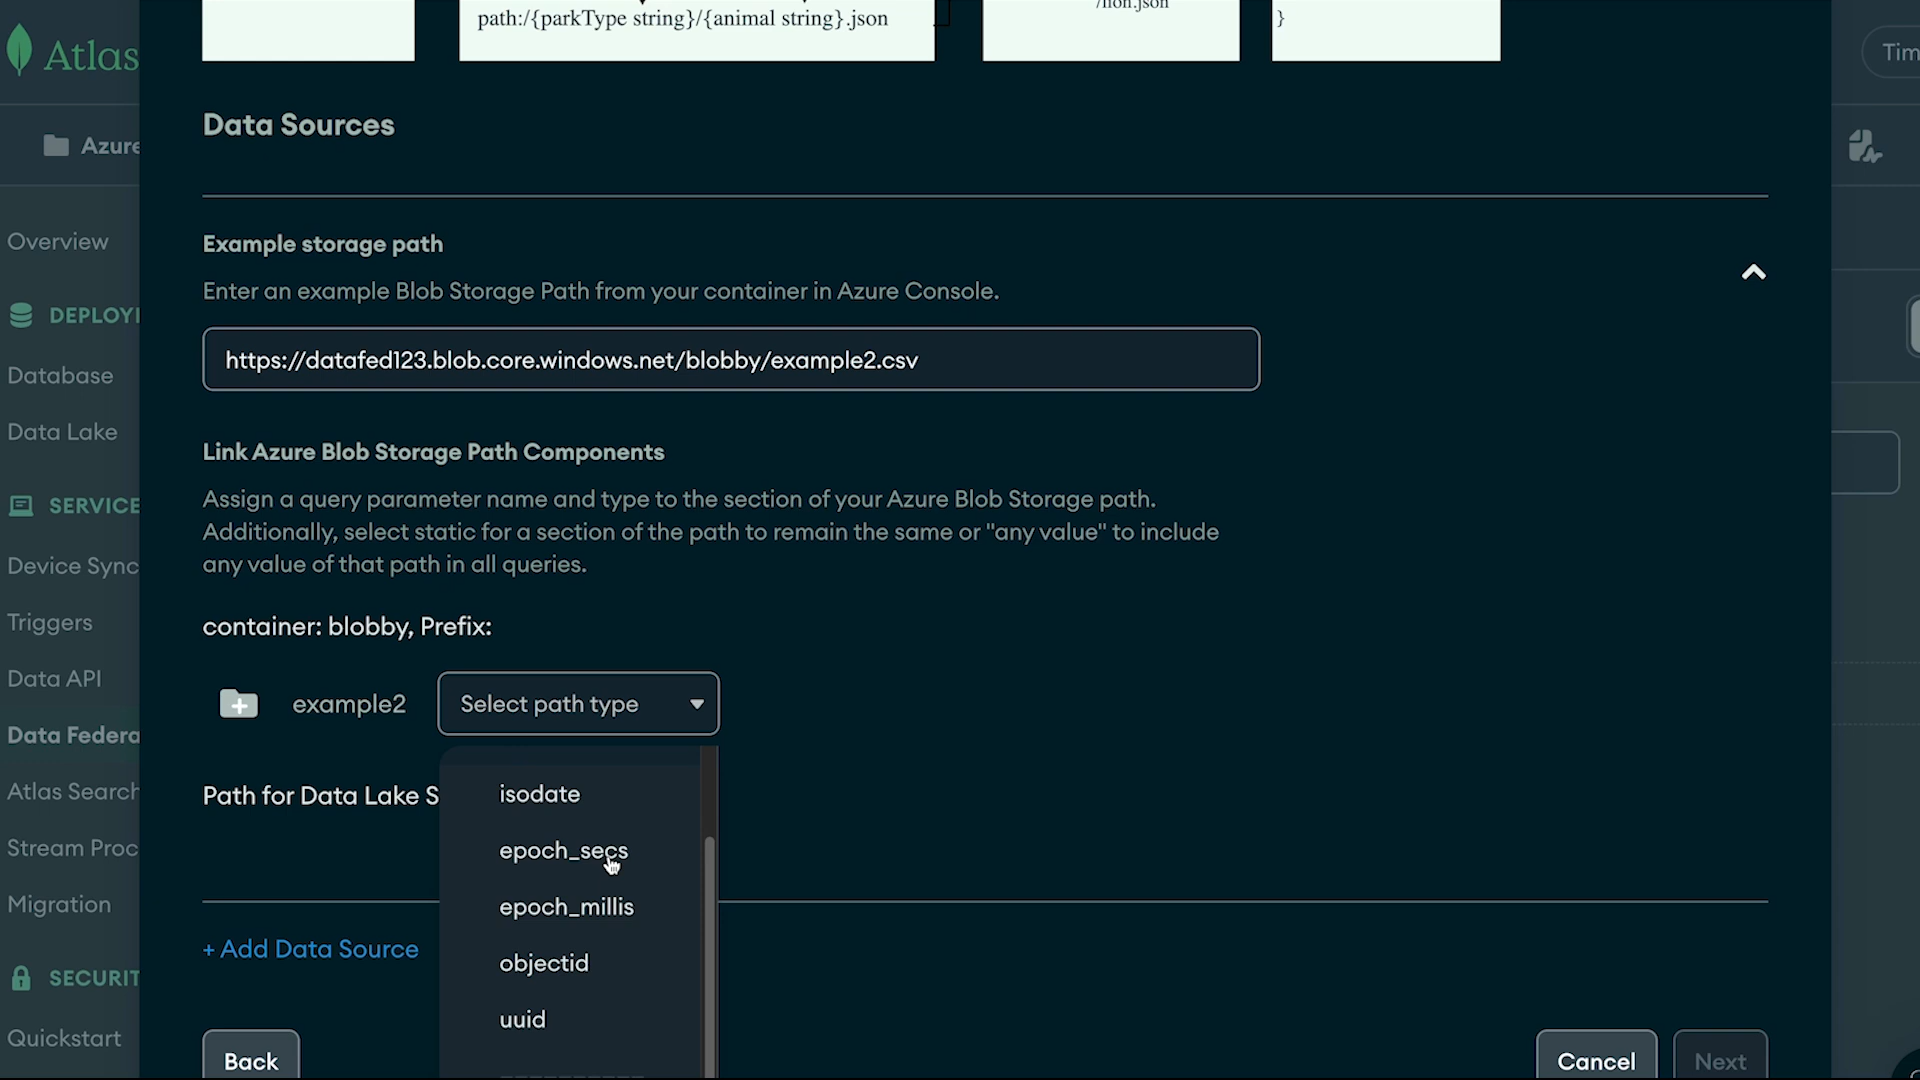 path:/{parkType string}/{animal string}.json
/lion.json
}
Atlas
Tim
Azure
Data Sources
Overview
Example storage path
Enter an example Blob Storage Path from your container in Azure Console.
DEPLOY
https://datafed123.blob.core.windows.net/blobby/example2.csv
Database
Data Lake
Link Azure Blob Storage Path Components
SERVICE
Assign a query parameter name and type to the section of your Azure Blob Storage path.
Additionally, select static for a section of the path to remain the same or "any value" to include
any value of that path in all queries.
Device Sync
Triggers
container: blobby, Prefix:
Data API
example2
Select path type
Data Federa
Atlas Search
Path for Data Lake S
isodate
Stream Proc
epoch_secs
Migration
epoch_millis
+ Add Data Source
objectid
SECURIT
uuid
Quickstart
Back
Cancel
Next